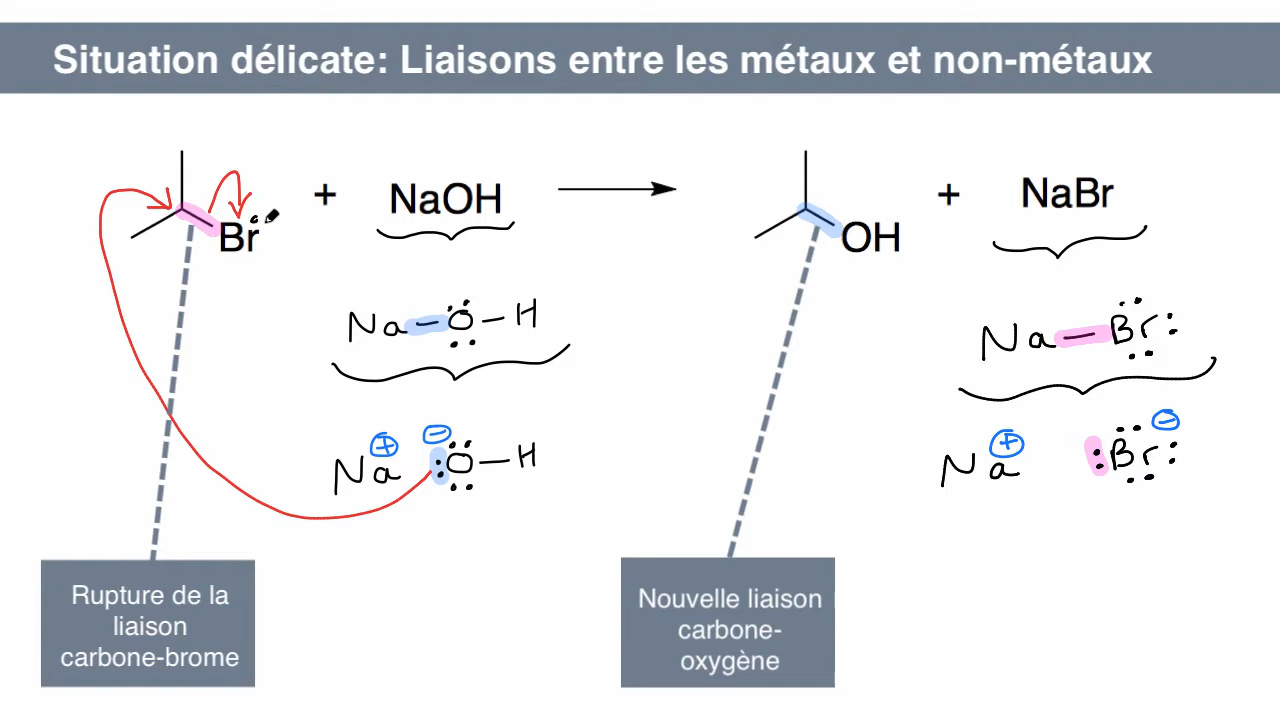 Situation délicate: Liaisons entre les métaux et non-métaux
Br + NaOH OH + NaBr
Na – O – H
Na – Br
Na + − O – H
Na + Br −
Rupture de la
liaison
carbone-brome
Nouvelle liaison
carbone-
oxygène